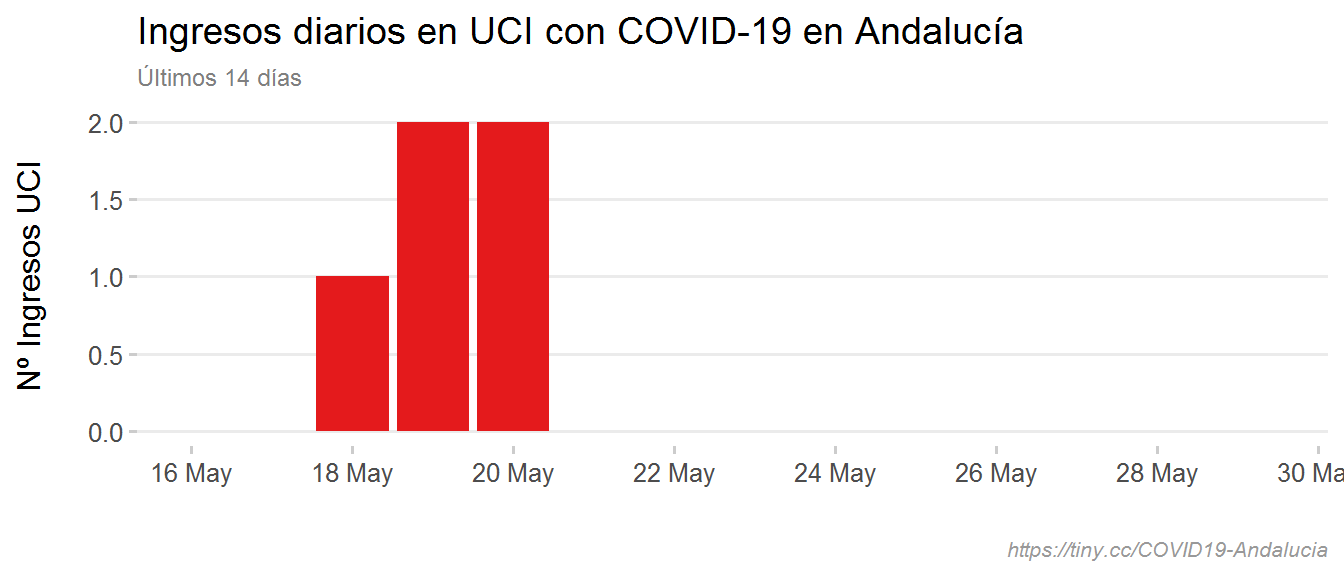 Ingresos diarios en UCI con COVID-19 en Andalucía
Últimos 14 días
Nº Ingresos UCI
2.0
1.5
1.0
0.5
0.0
16 May 18 May 20 May 22 May 24 May 26 May 28 May 30 Ma
https://tiny.cc/COVID19-Andalucia